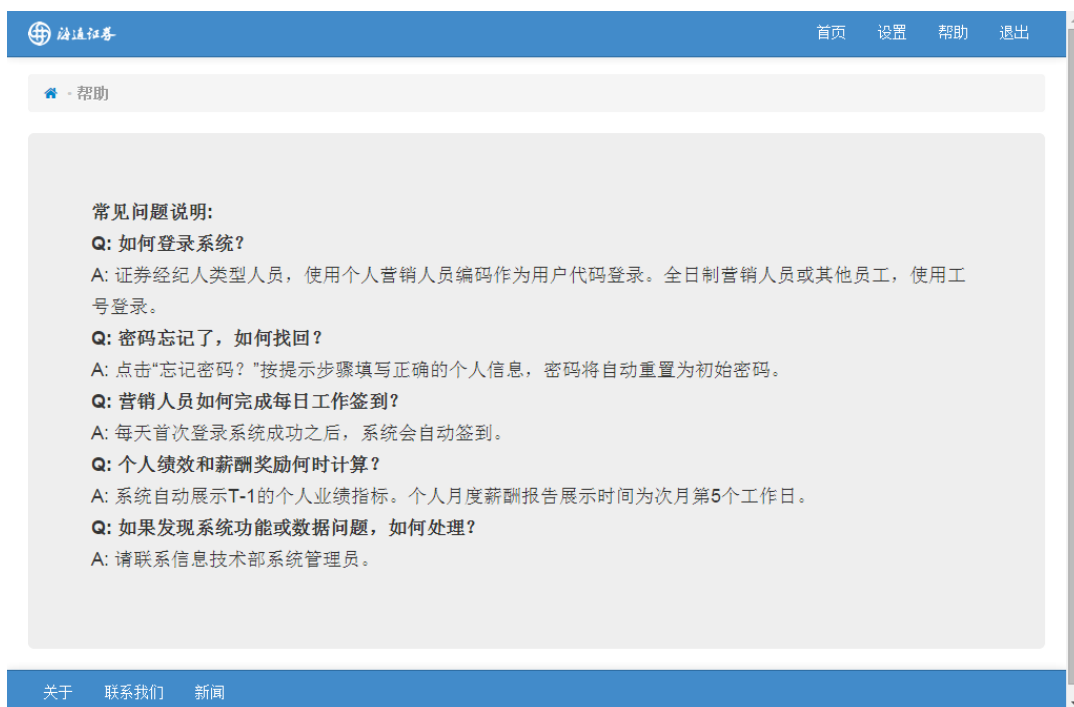 海通证券
首页 设置 帮助 退出
帮助
常见问题说明:
Q: 如何登录系统?
A: 证券经纪人类型人员，使用个人营销人员编码作为用户代码登录。全日制营销人员或其他员工，使用工
号登录。
Q: 密码忘记了，如何找回?
A: 点击“忘记密码？”按提示步骤填写正确的个人信息，密码将自动重置为初始密码。
Q: 营销人员如何完成每日工作签到?
A: 每天首次登录系统成功之后，系统会自动签到。
Q: 个人绩效和薪酬奖励何时计算?
A: 系统自动展示T-1的个人业绩指标。个人月度薪酬报告展示时间为次月第5个工作日。
Q: 如果发现系统功能或数据问题，如何处理?
A: 请联系信息技术部系统管理员。
关于 联系我们 新闻